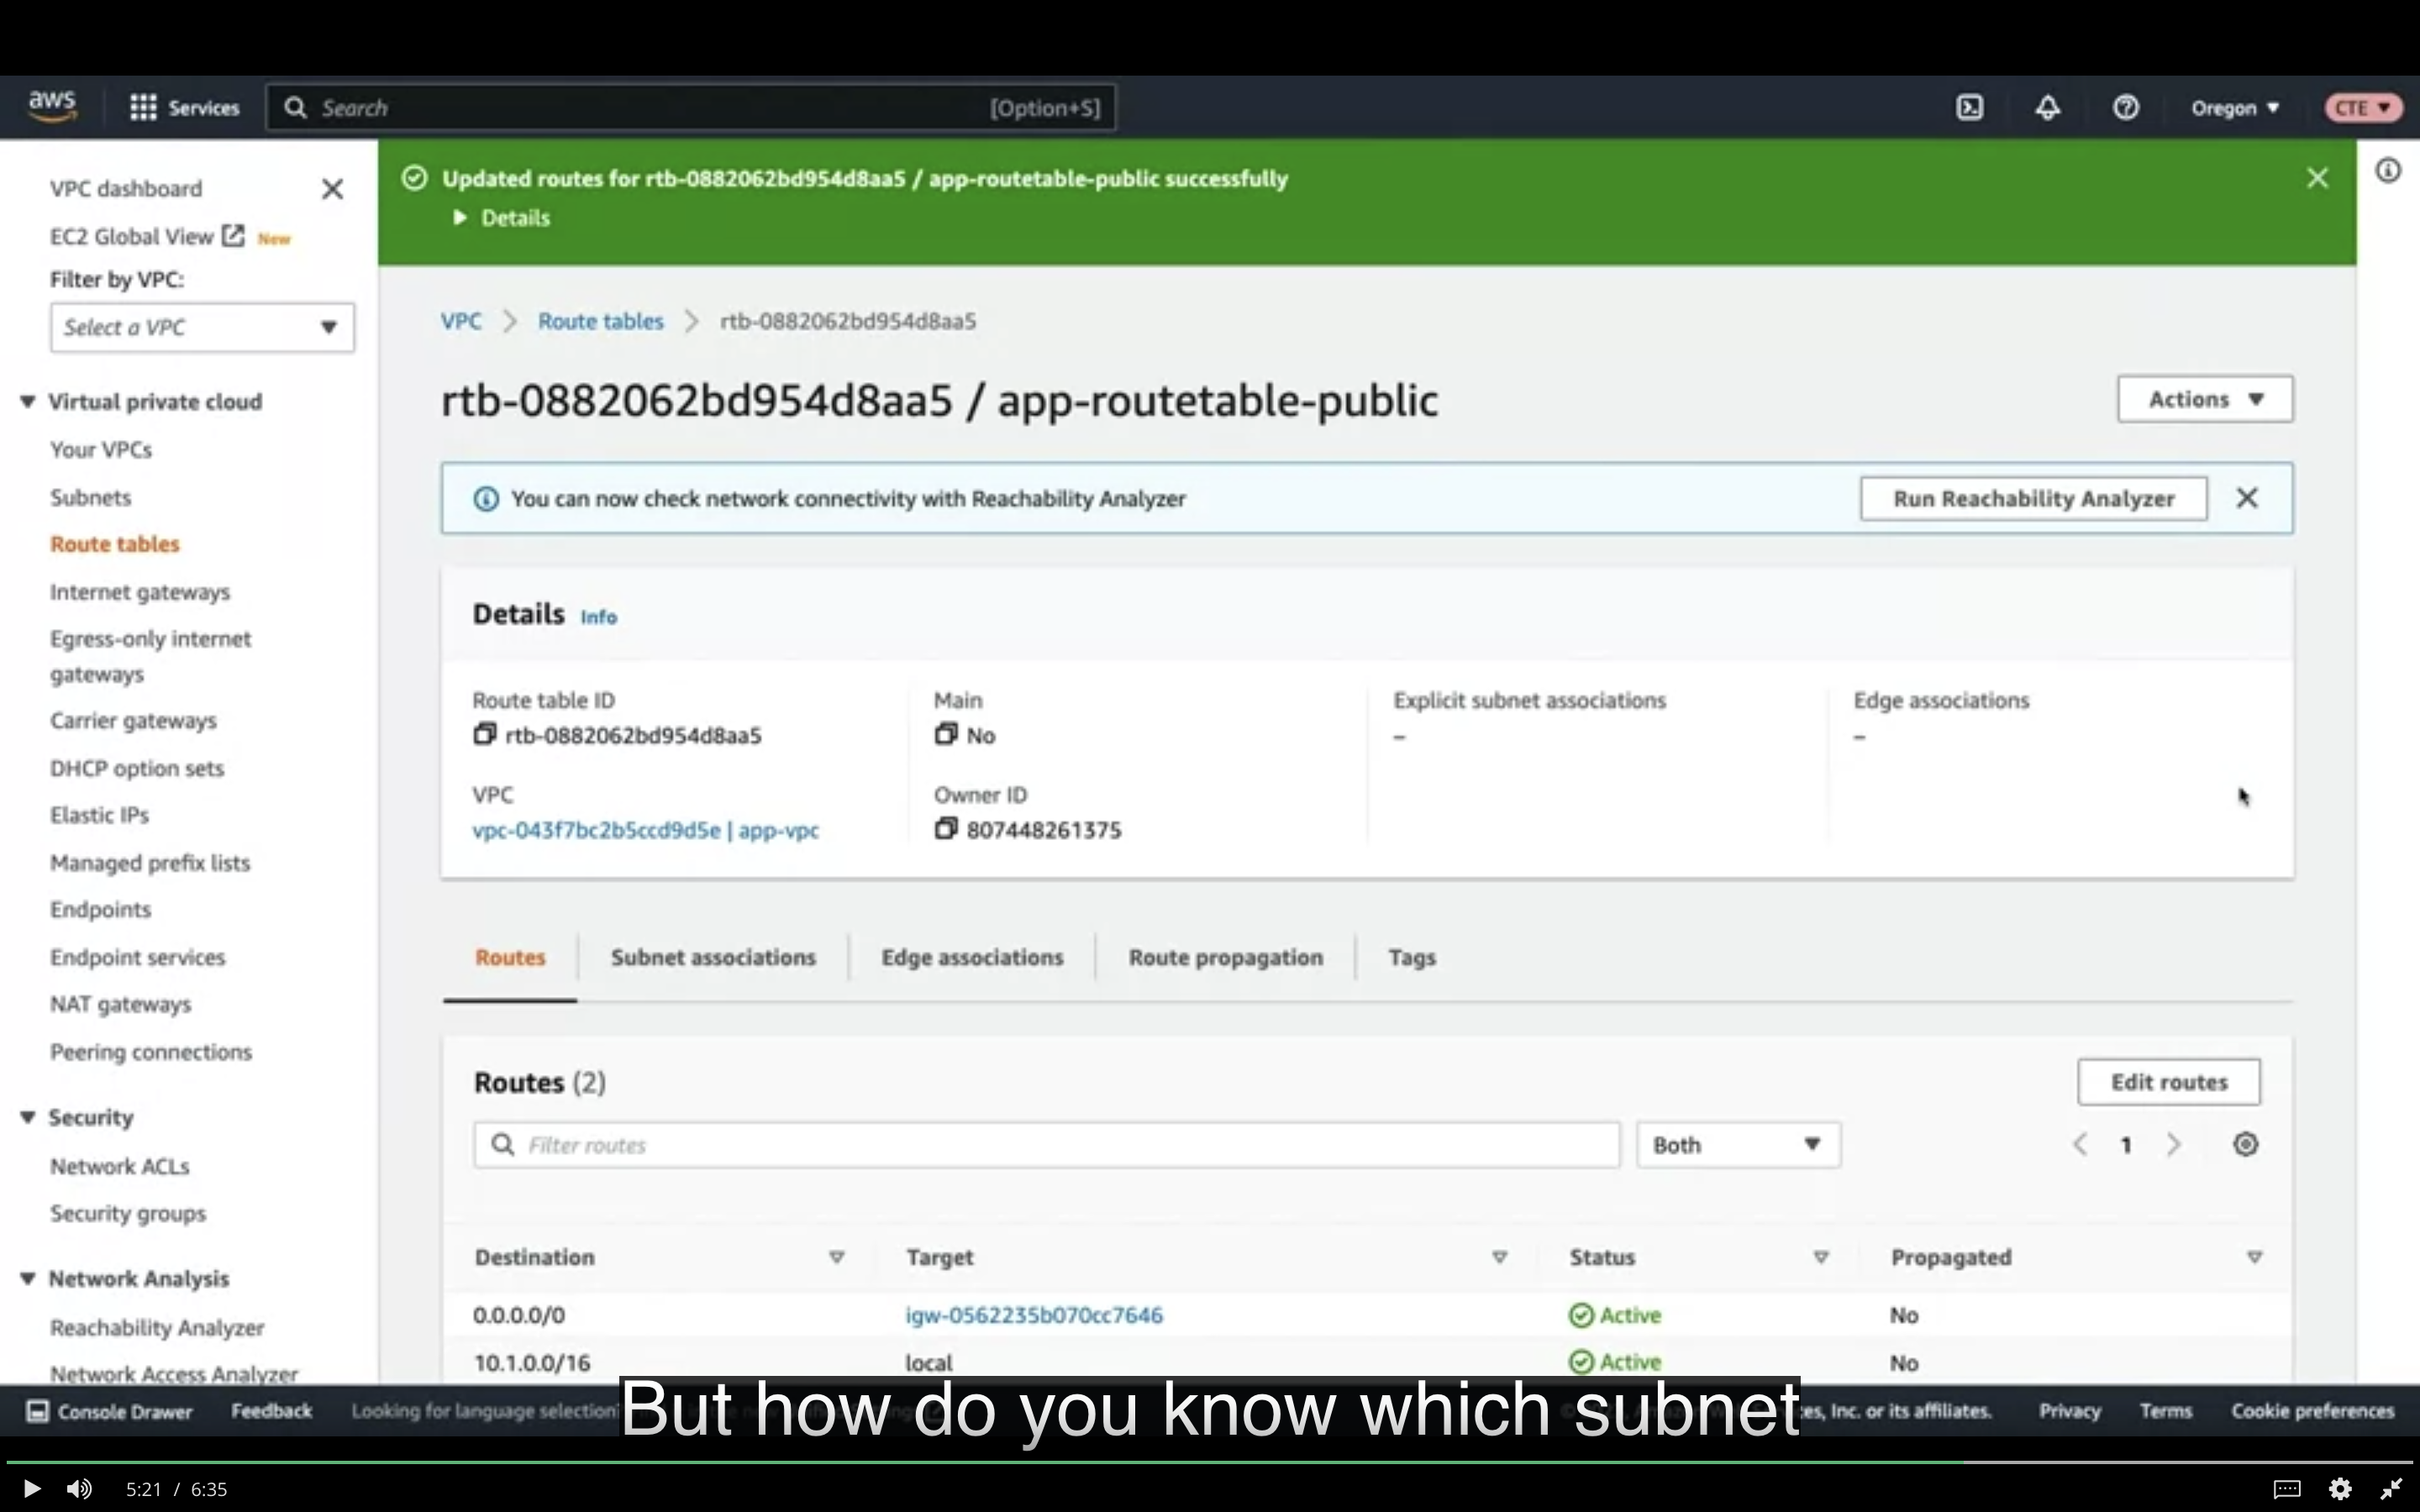 aws
Services
Search
[Option+S]
Oregon
CTE
VPC dashboard
EC2 Global View
New
Filter by VPC:
Select a VPC
Virtual private cloud
Your VPCs
Subnets
Route tables
Internet gateways
Egress-only internet
gateways
Carrier gateways
DHCP option sets
Elastic IPs
Managed prefix lists
Endpoints
Endpoint services
NAT gateways
Peering connections
Security
Network ACLs
Security groups
Network Analysis
Reachability Analyzer
Network Access Analyzer
Updated routes for rtb-0882062bd954d8aa5 / app-routetable-public successfully
Details
VPC
Route tables
rtb-0882062bd954d8aa5
rtb-0882062bd954d8aa5 / app-routetable-public
Actions
You can now check network connectivity with Reachability Analyzer
Run Reachability Analyzer
Details Info
Route table ID
rtb-0882062bd954d8aa5
Main
No
Explicit subnet associations
–
Edge associations
–
VPC
vpc-043f7bc2b5ccd9d5e | app-vpc
Owner ID
807448261375
Routes
Subnet associations
Edge associations
Route propagation
Tags
Routes (2)
Edit routes
Filter routes
Both
1
Destination Target Status Propagated
0.0.0.0/0 igw-0562235b070cc7646 Active No
10.1.0.0/16 local Active No
Console Drawer
Feedback
Looking for language selection
But how do you know which subnet
Inc. or its affiliates.
Privacy
Terms
Cookie preferences
5:21 / 6:35